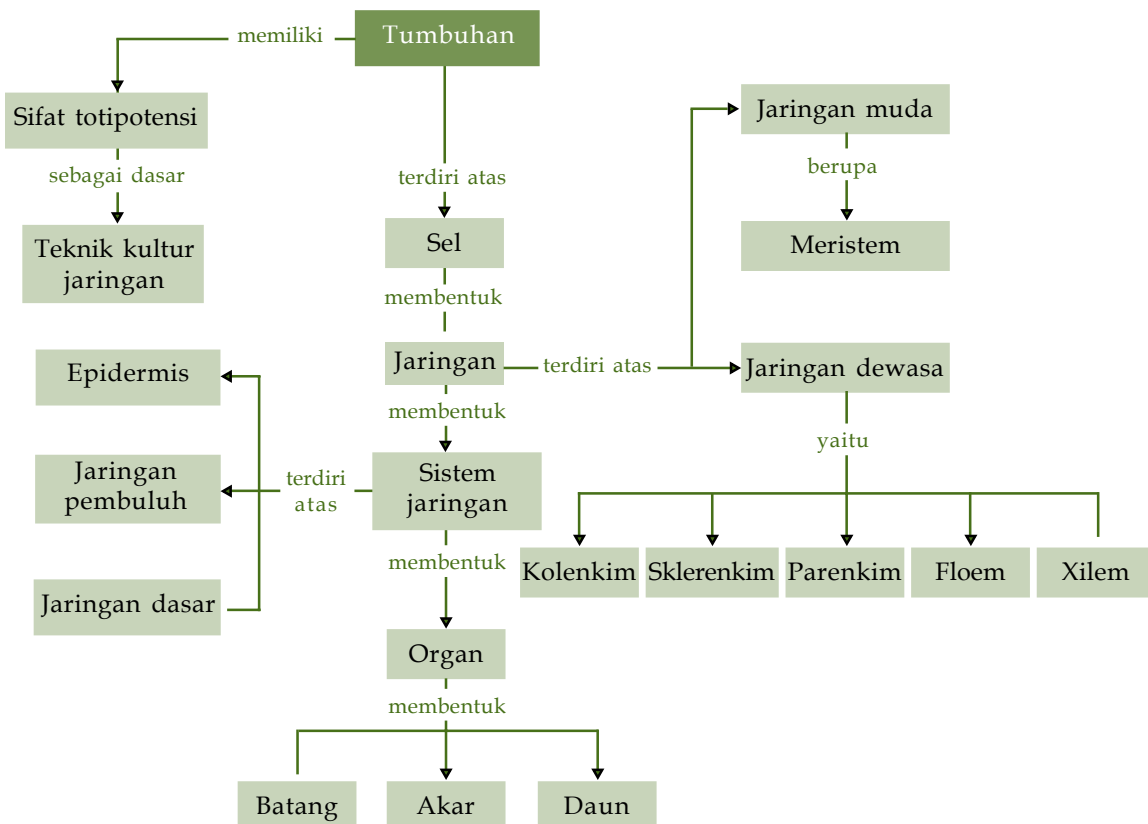 memiliki
Tumbuhan
Sifat totipotensi
Jaringan muda
sebagai dasar
terdiri atas
berupa
Teknik kultur
jaringan
Sel
Meristem
membentuk
Jaringan
terdiri atas
Jaringan dewasa
Epidermis
membentuk
yaitu
Jaringan
pembuluh
terdiri
atas
Sistem
jaringan
membentuk
Kolenkim
Sklerenkim
Parenkim
Floem
Xilem
Jaringan dasar
Organ
membentuk
Batang
Akar
Daun